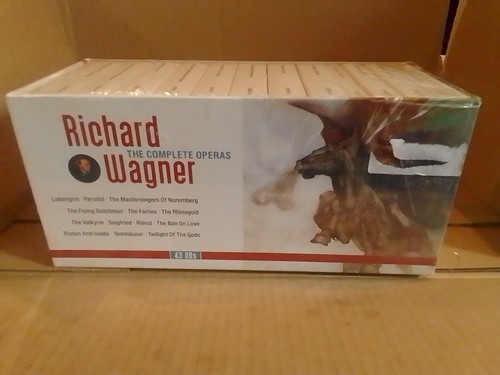 Richard
THE COMPLETE OPERAS
Wagner
Lohengrin · Parsifal · The Mastersingers Of Nuremberg
The Flying Dutchman · The Fairies · The Rhinegold
The Valkyrie · Siegfried · Rienzi · The Ban On Love
Tristan And Isolde · Tannhäuser · Twilight Of The Gods
43